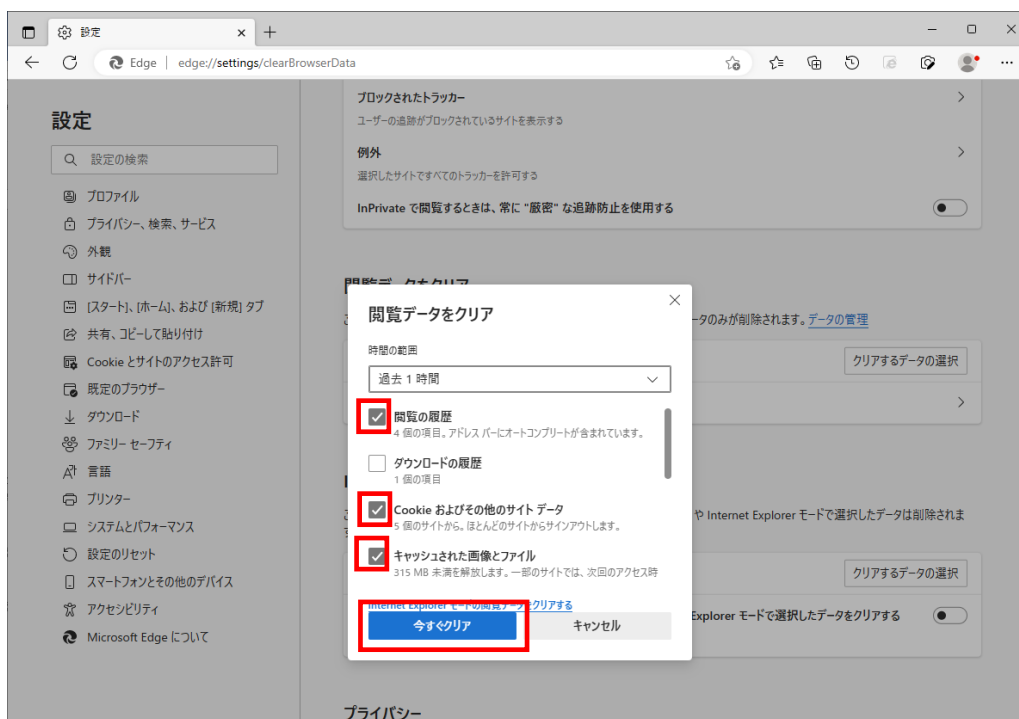 設定
Edge | edge://settings/clearBrowserData
設定
設定の検索
プロファイル
プライバシー、検索、サービス
外観
サイドバー
[スタート]、[ホーム]、および [新規] タブ
共有、コピーして貼り付け
Cookie とサイトのアクセス許可
既定のブラウザー
ダウンロード
ファミリー セーフティ
言語
プリンター
システムとパフォーマンス
設定のリセット
スマートフォンとその他のデバイス
アクセシビリティ
Microsoft Edge について
ブロックされたトラッカー
ユーザーの追跡がブロックされているサイトを表示する
例外
選択したサイトですべてのトラッカーを許可する
InPrivate で閲覧するときは、常に "厳密" な追跡防止を使用する
閲覧データをクリア
ータのみが削除されます。データの管理
クリアするデータの選択
閲覧データをクリア
時間の範囲
過去 1 時間
閲覧の履歴
4 個の項目。アドレス バーにオートコンプリートが含まれています。
ダウンロードの履歴
1 個の項目
Cookie およびその他のサイト データ
5 個のサイトから。ほとんどのサイトからサインアウトします。
キャッシュされた画像とファイル
315 MB 未満を解放します。一部のサイトでは、次回のアクセス時
Internet Explorer モードの閲覧データをクリアする
今すぐクリア
キャンセル
や Internet Explorer モードで選択したデータは削除されま
クリアするデータの選択
Explorer モードで選択したデータをクリアする
プライバシー